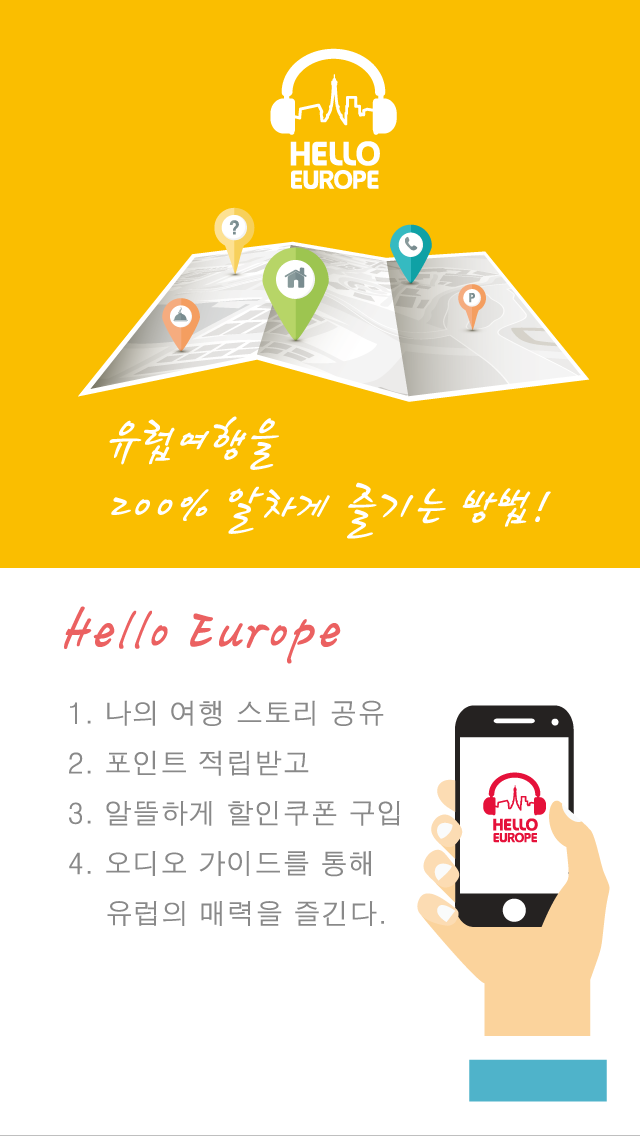 HELLO
EUROPE
?
P
유럽여행을
200% 알차게 즐기는 방법!
Hello Europe
1. 나의 여행 스토리 공유
2. 포인트 적립받고
3. 알뜰하게 할인쿠폰 구입
4. 오디오 가이드를 통해
유럽의 매력을 즐긴다.
HELLO
EUROPE